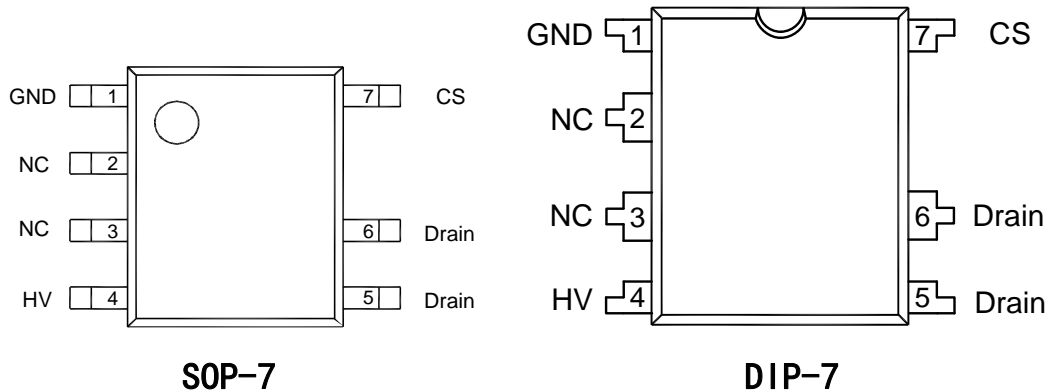 GND 1 7 CS
NC 2
NC 3 6 Drain
HV 4 5 Drain
SOP-7
GND 1 7 CS
NC 2
NC 3 6 Drain
HV 4 5 Drain
DIP-7